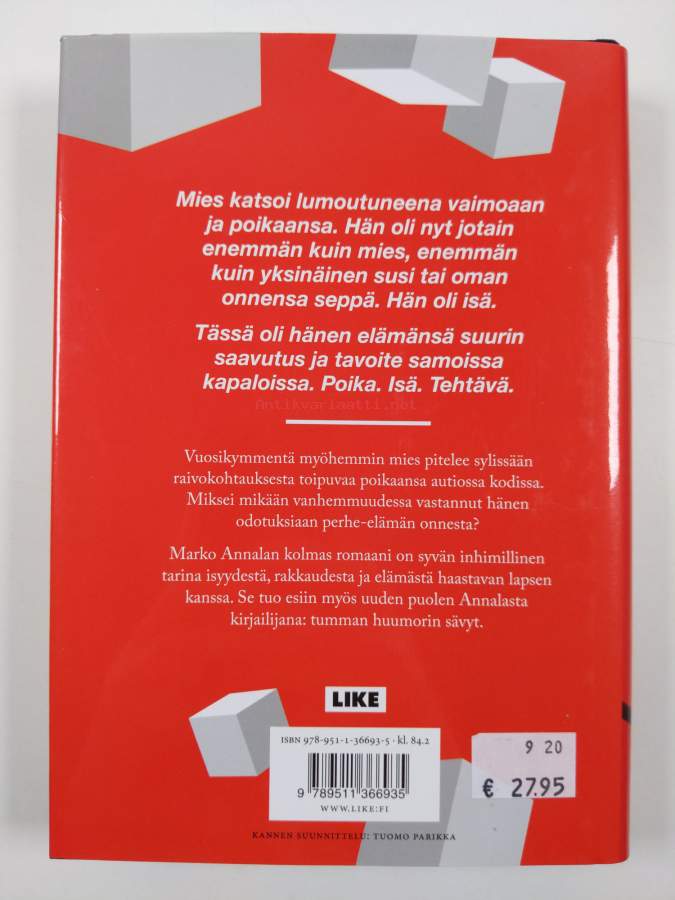 Mies katsoi lumoutuneena vaimoaan
ja poikaansa. Hän oli nyt jotain
enemmän kuin mies, enemmän
kuin yksinäinen susi tai oman
onnensa seppä. Hän oli isä.
Tässä oli hänen elämänsä suurin
saavutus ja tavoite samoissa
kapaloissa. Poika. Isä. Tehtävä.
Antikvariaatti.net
Vuosikymmentä myöhemmin mies pitelee sylissään
raivokohtauksesta toipuvaa poikaansa autiossa kodissa.
Miksei mikään vanhemmuudessa vastannut hänen
odotuksiaan perhe-elämän onnesta?
Marko Annalan kolmas romaani on syvän inhimillinen
tarina isyydestä, rakkaudesta ja elämästä haastavan lapsen
kanssa. Se tuo esiin myös uuden puolen Annalasta
kirjailijana: tumman huumorin sävyt.
LIKE
ISBN 978-951-1-36693-5 · kl. 84.2
9 789511 366935
WWW.LIKE.FI
9 20
€ 27.95
KANNEN SUUNNITTELU: TUOMO PARIKKA